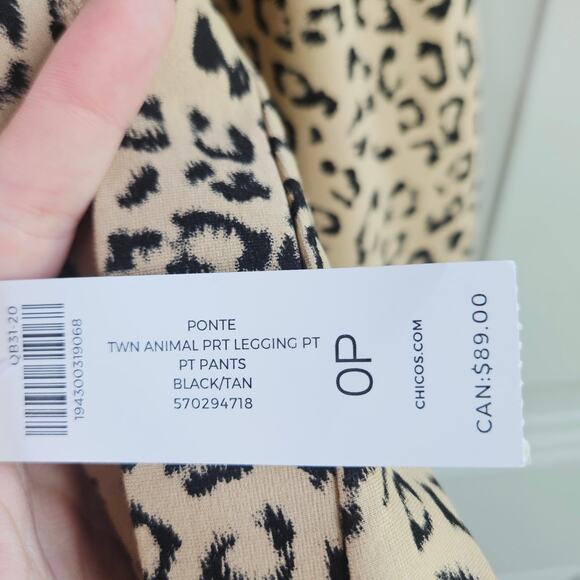 QB31-20
194300319068
PONTE
TWN ANIMAL PRT LEGGING PT
PT PANTS
BLACK/TAN
570294718
0P
CHICOS.COM
CAN:$89.00